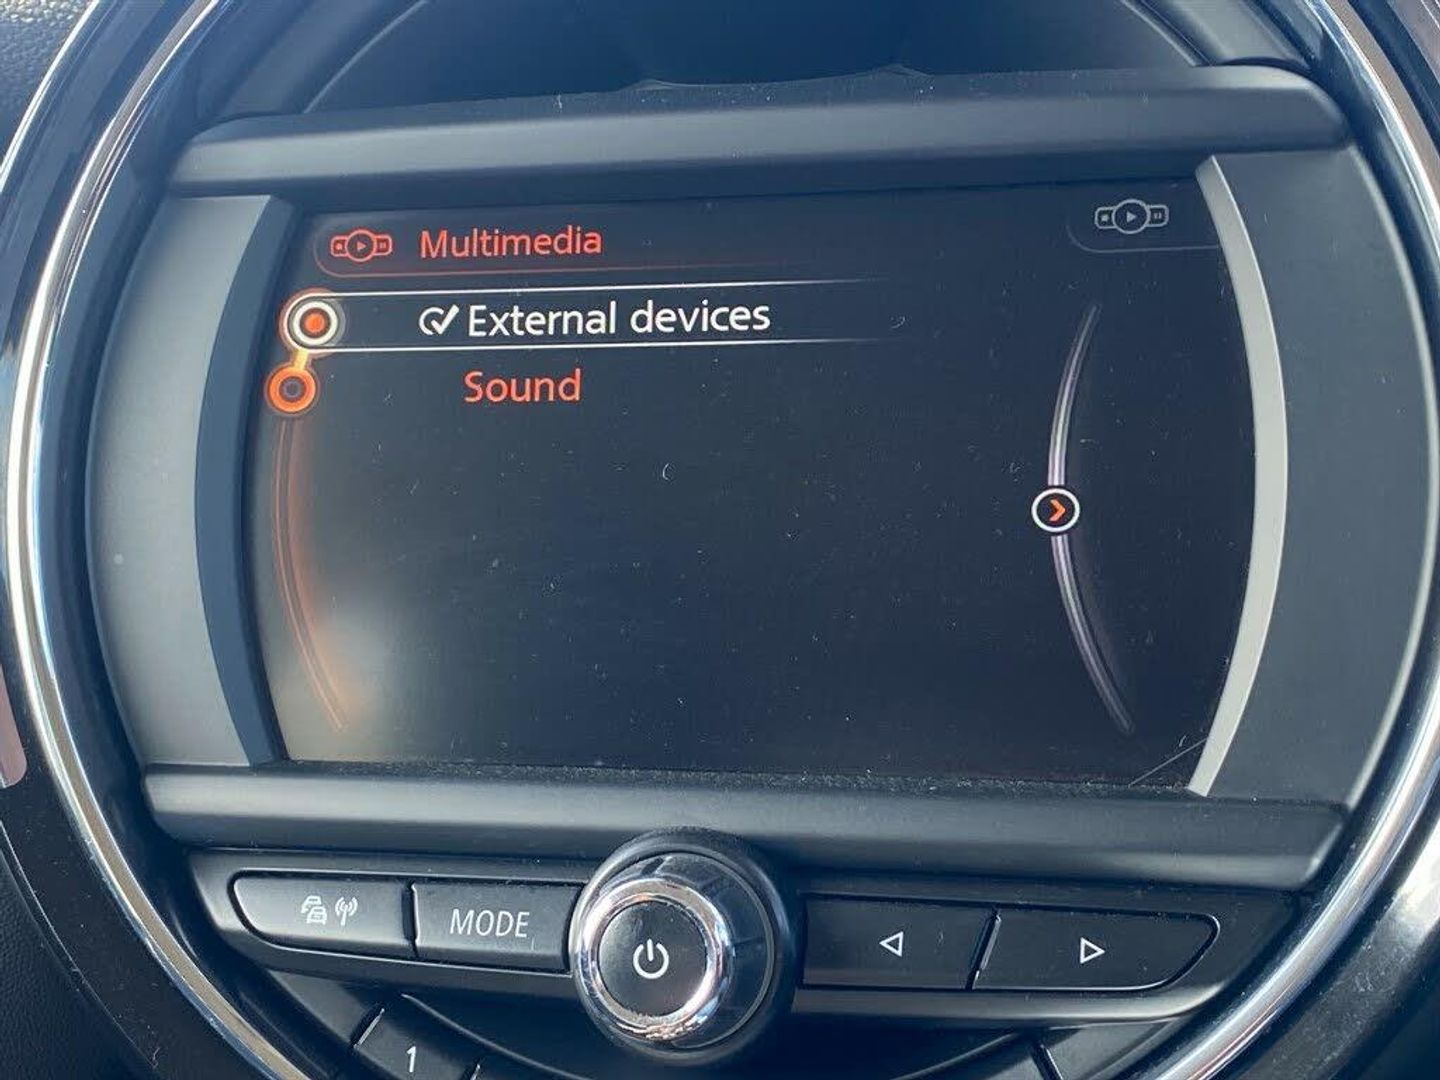 Multimedia
External devices
Sound
MODE
1